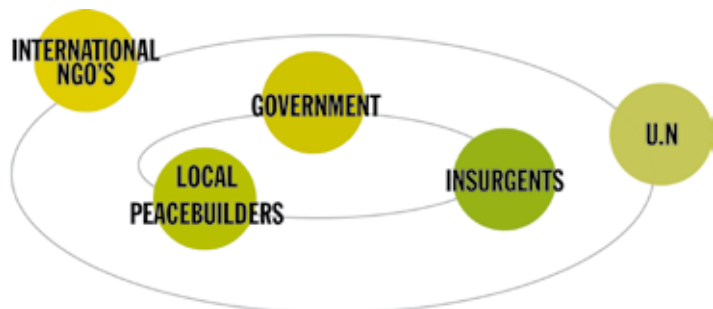 INTERNATIONAL
NGO'S
GOVERNMENT
U.N
LOCAL
PEACEBUILDERS
INSURGENTS